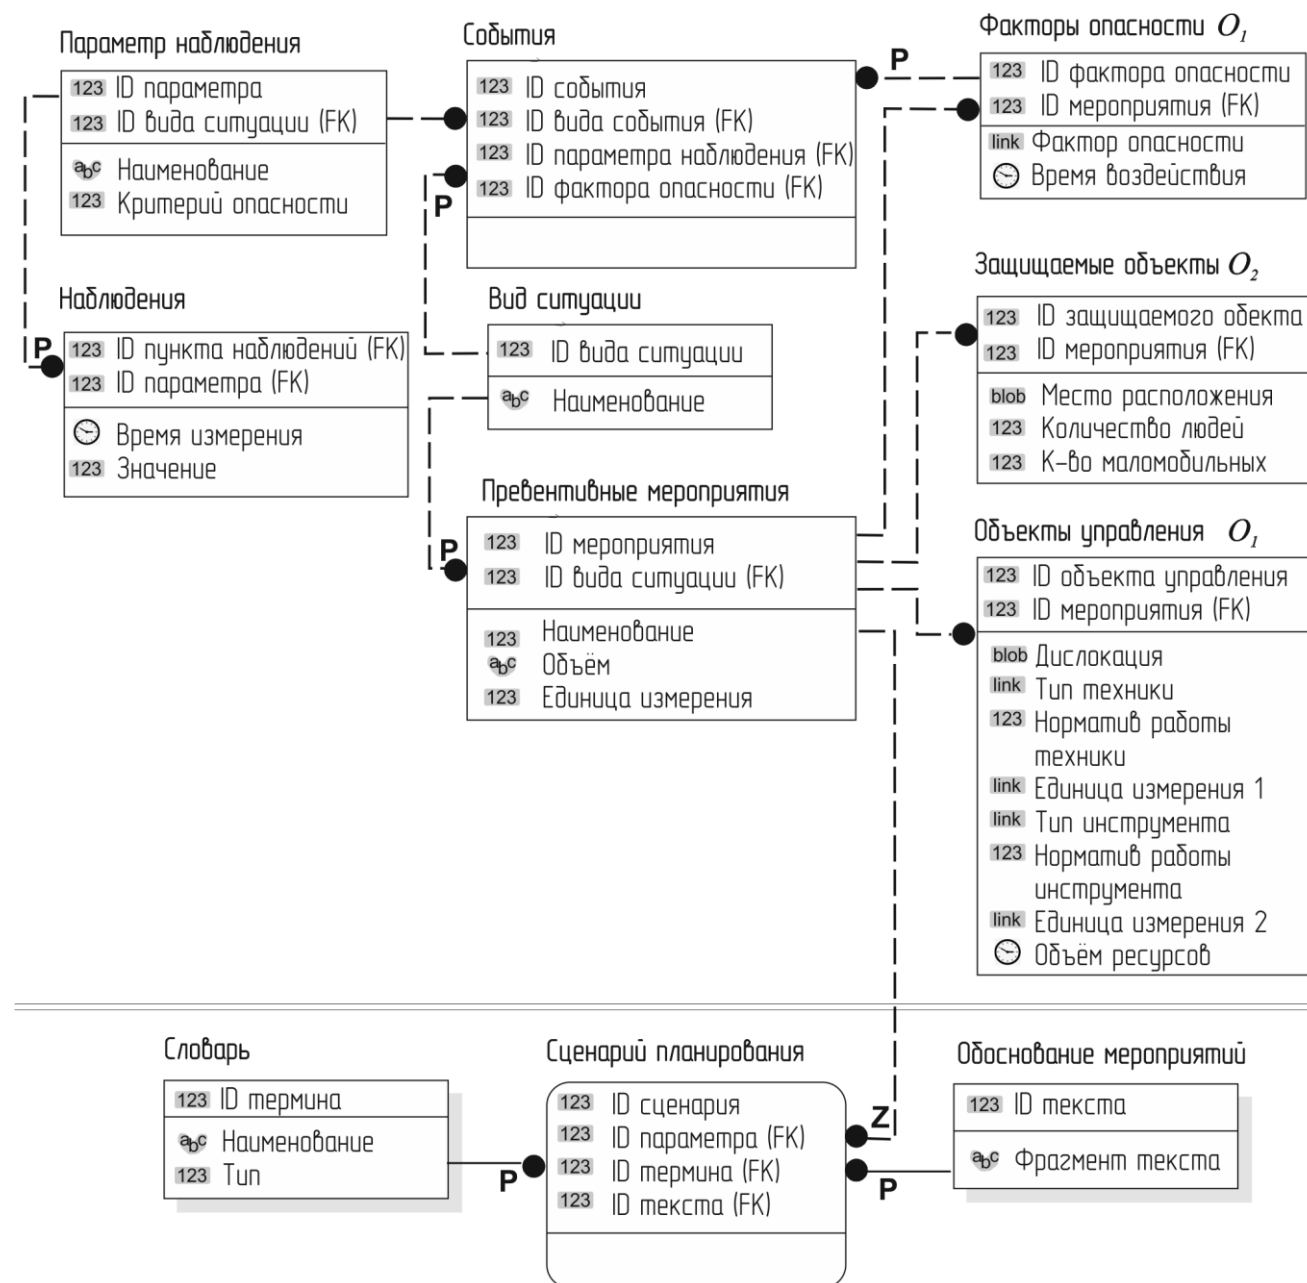 Параметр наблюдения
123 ID параметра
123 ID вида ситуации (FK)
abc Наименование
123 Критерий опасности
События
123 ID события
123 ID вида события (FK)
123 ID параметра наблюдения (FK)
123 ID фактора опасности (FK)
P
Факторы опасности O1
P
123 ID фактора опасности
123 ID мероприятия (FK)
link Фактор опасности
Время воздействия
Наблюдения
P
123 ID пункта наблюдений (FK)
123 ID параметра (FK)
Время измерения
123 Значение
Вид ситуации
123 ID вида ситуации
abc Наименование
Защищаемые объекты O2
123 ID защищаемого обекта
123 ID мероприятия (FK)
blob Место расположения
123 Количество людей
123 К-во маломобильных
Превентивные мероприятия
P
123 ID мероприятия
123 ID вида ситуации (FK)
123 Наименование
abc Объём
123 Единица измерения
Объекты управления O1
123 ID объекта управления
123 ID мероприятия (FK)
blob Дислокация
link Тип техники
123 Норматив работы
техники
link Единица измерения 1
link Тип инструмента
123 Норматив работы
инструмента
link Единица измерения 2
Объём ресурсов
Словарь
123 ID термина
abc Наименование
123 Тип
P
Сценарий планирования
123 ID сценария
123 ID параметра (FK)
123 ID термина (FK)
123 ID текста (FK)
Z
P
Обоснование мероприятий
123 ID текста
abc Фрагмент текста